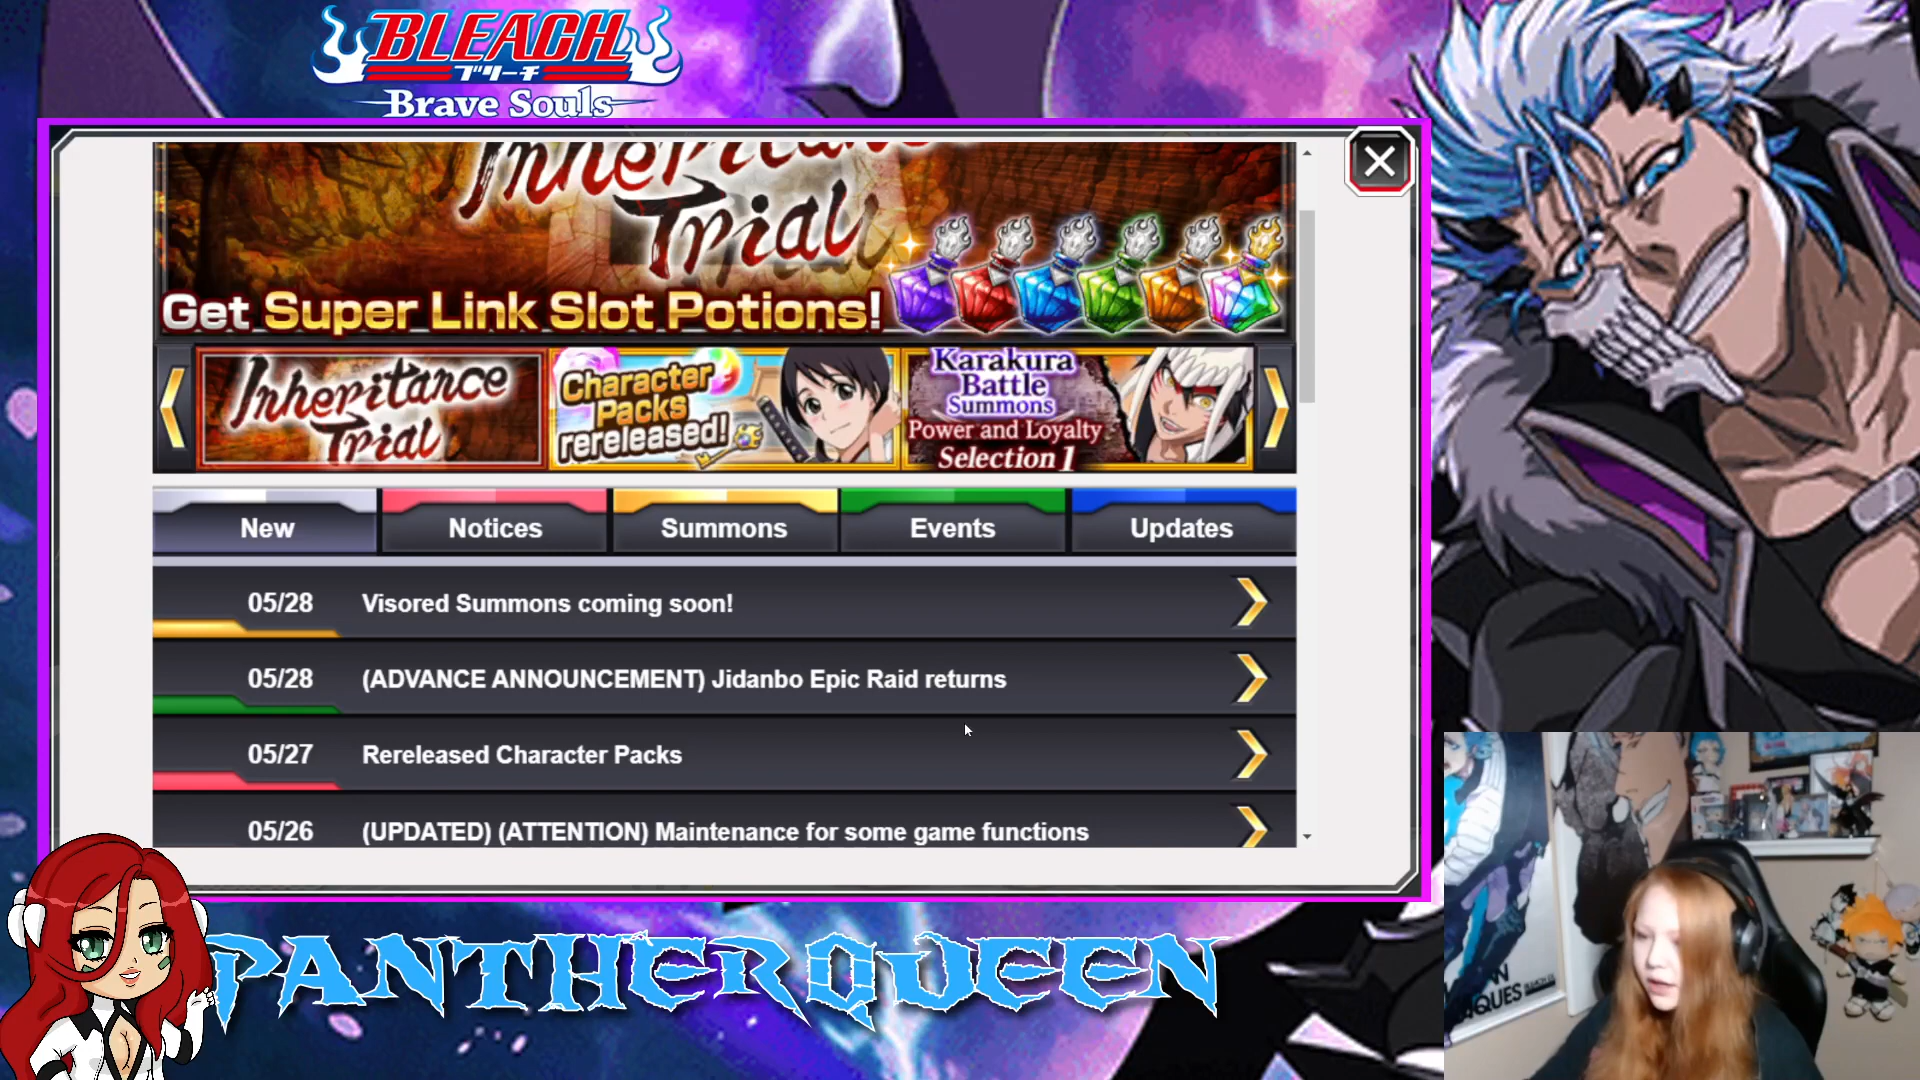 BLEACH
ブリーチ
Brave Souls
Inheritance
Trial
Get Super Link Slot Potions!
Inheritance
Trial
Character
Packs
rereleased!
Karakura
Battle
Summons
Power and Loyalty
Selection 1
New
Notices
Summons
Events
Updates
05/28 Visored Summons coming soon!
05/28 (ADVANCE ANNOUNCEMENT) Jidanbo Epic Raid returns
05/27 Rereleased Character Packs
05/26 (UPDATED) (ATTENTION) Maintenance for some game functions
PANTHERQUEEN